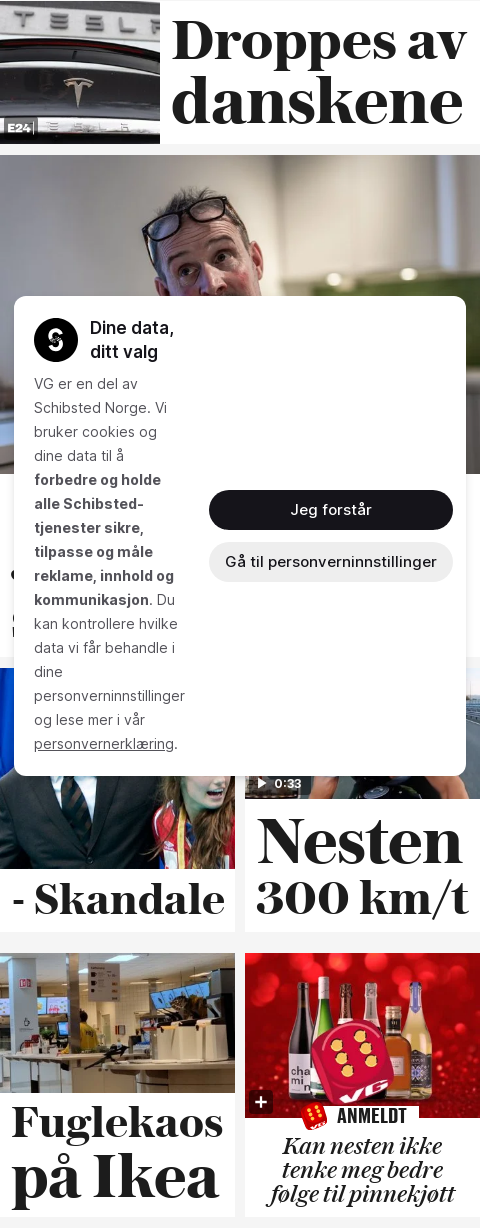 TESL
E24
Droppes av
danskene
Dine data,
ditt valg
VG er en del av
Schibsted Norge. Vi
bruker cookies og
dine data til å
forbedre og holde
alle Schibsted-
tjenester sikre,
tilpasse og måle
reklame, innhold og
kommunikasjon. Du
kan kontrollere hvilke
data vi får behandle i
dine
personverninnstillinger
og lese mer i vår
personvernerklæring.
Jeg forstår
Gå til personverninnstillinger
0:33
- Skandale
Nesten
300 km/t
Fuglekaos
på Ikea
VG
ANMELDT
Kan nesten ikke
tenke meg bedre
følge til pinnekjøtt